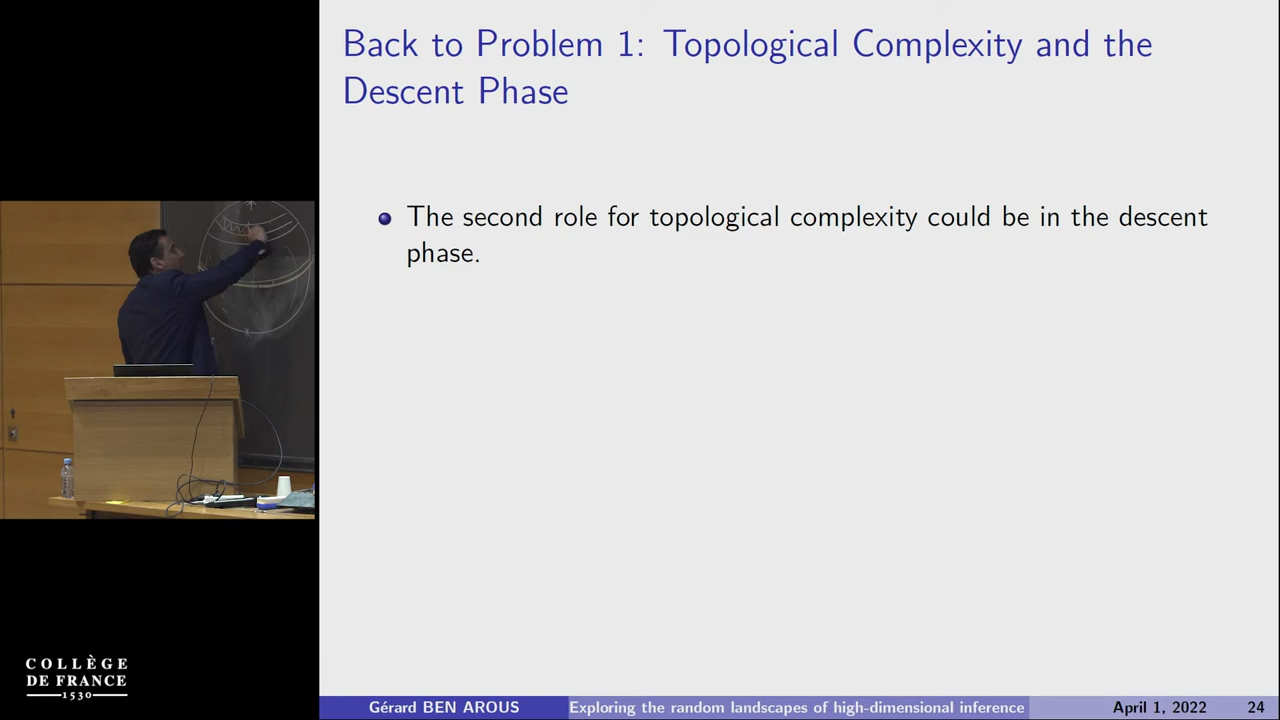 Back to Problem 1: Topological Complexity and the
Descent Phase
The second role for topological complexity could be in the descent
phase.
COLLÈGE
DE FRANCE
1530
Gérard BEN AROUS
Exploring the random landscapes of high-dimensional inference
April 1, 2022
24